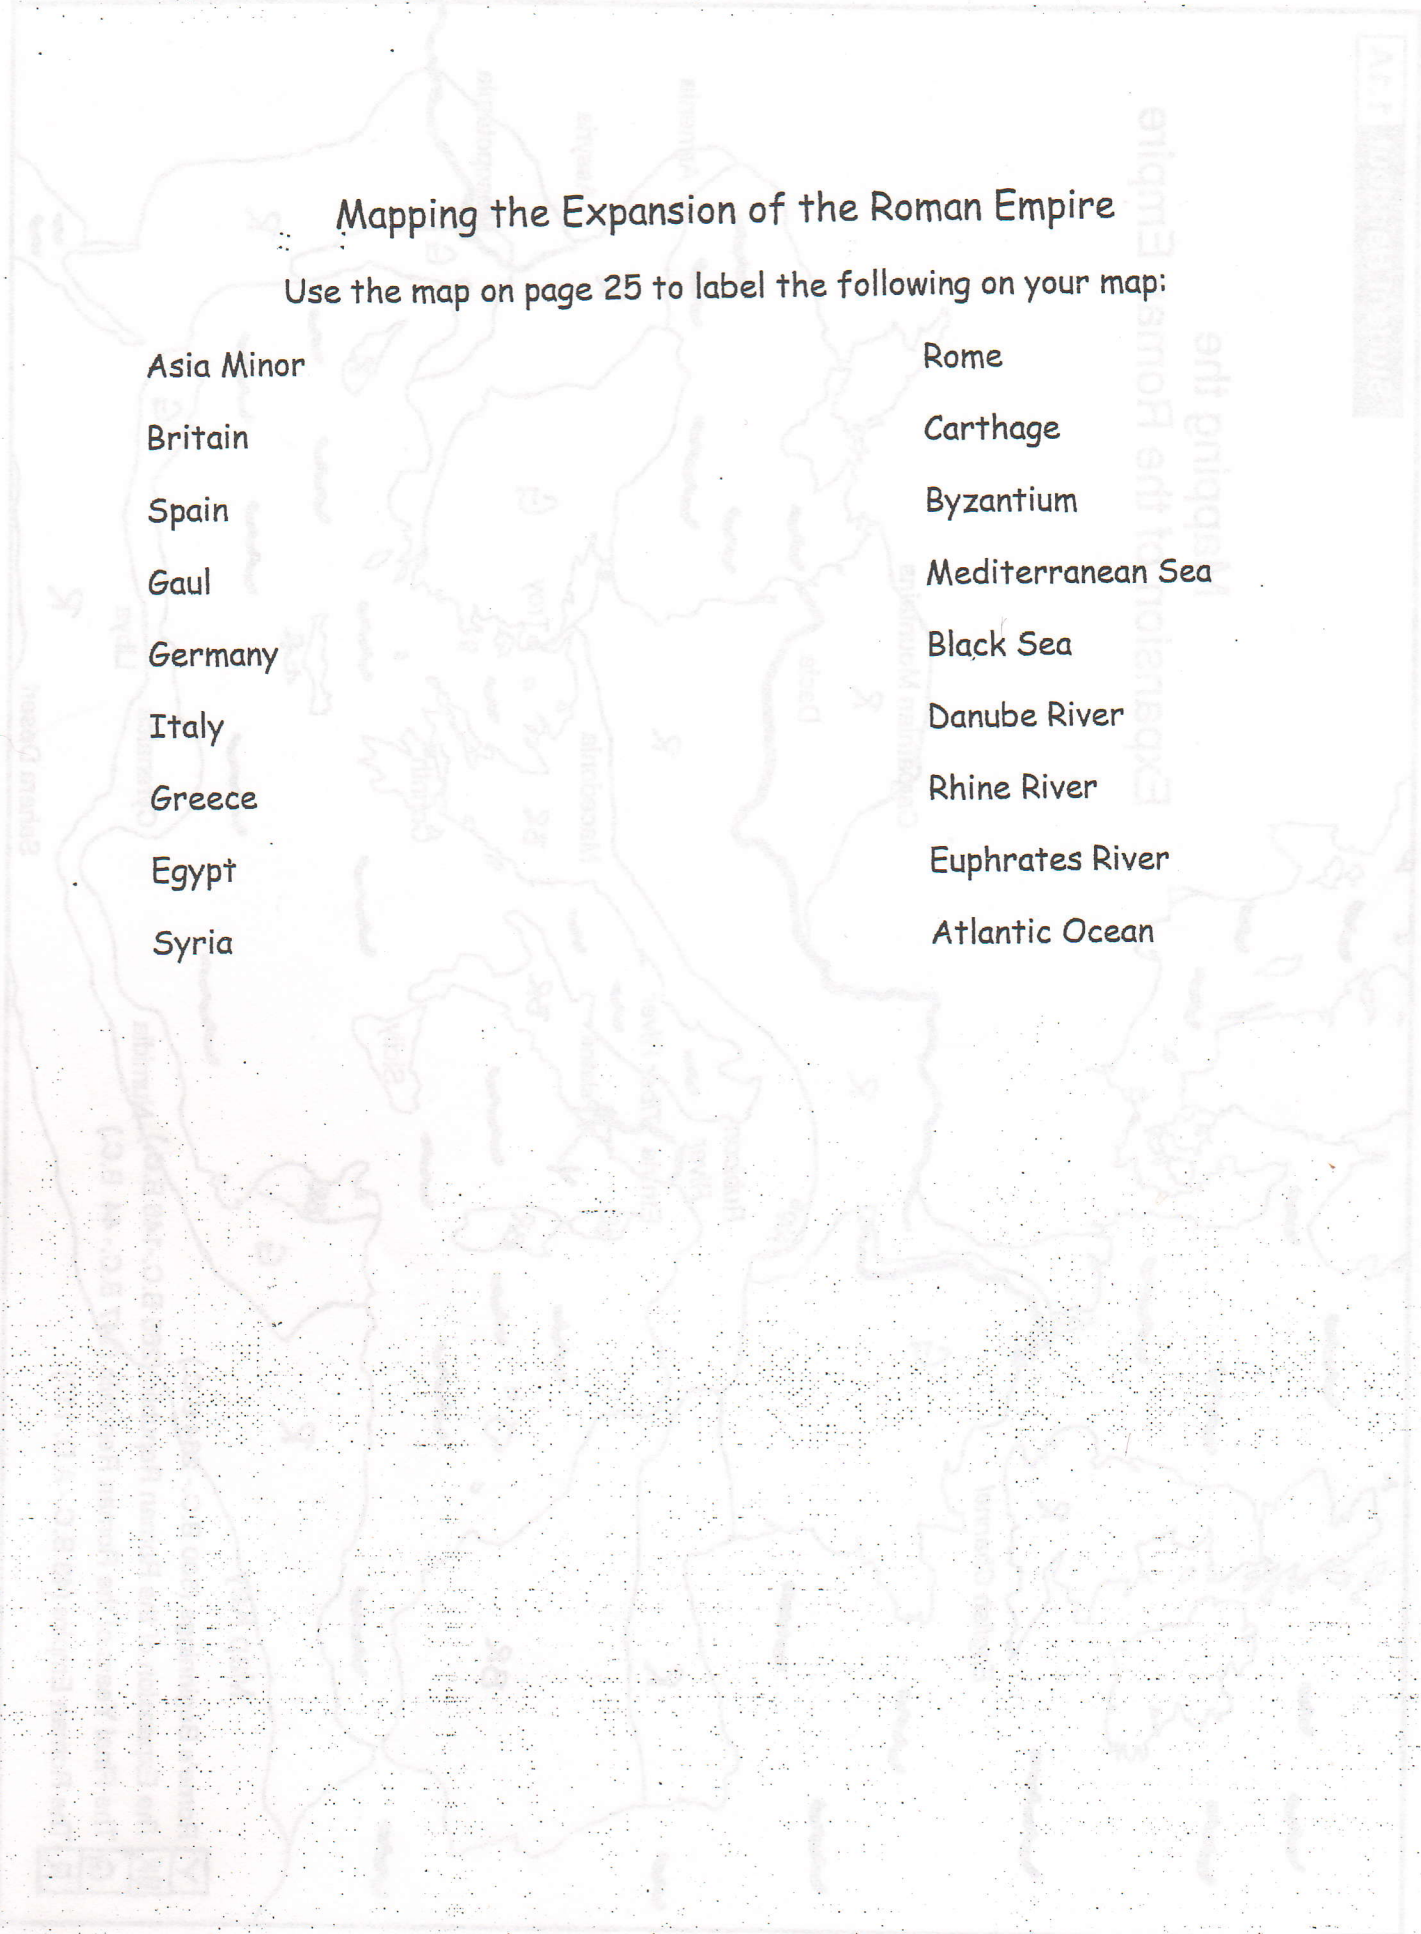 Mapping the Expansion of the Roman Empire
Use the map on page 25 to label the following on your map:
Asia Minor
Britain
Spain
Gaul
Germany
Italy
Greece
Egypt
Syria
Rome
Carthage
Byzantium
Mediterranean Sea
Black Sea
Danube River
Rhine River
Euphrates River
Atlantic Ocean